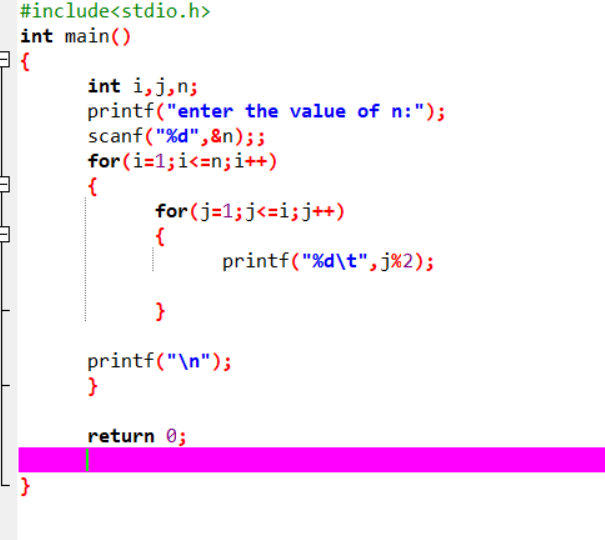 #include<stdio.h>
int main()
{
int i,j,n;
printf("enter the value of n:");
scanf("%d",&n);;
for(i=1;i<=n;i++)
{
for(j=1;j<=i;j++)
{
printf("%d\t",j%2);
}
printf("\n");
}
return 0;
}